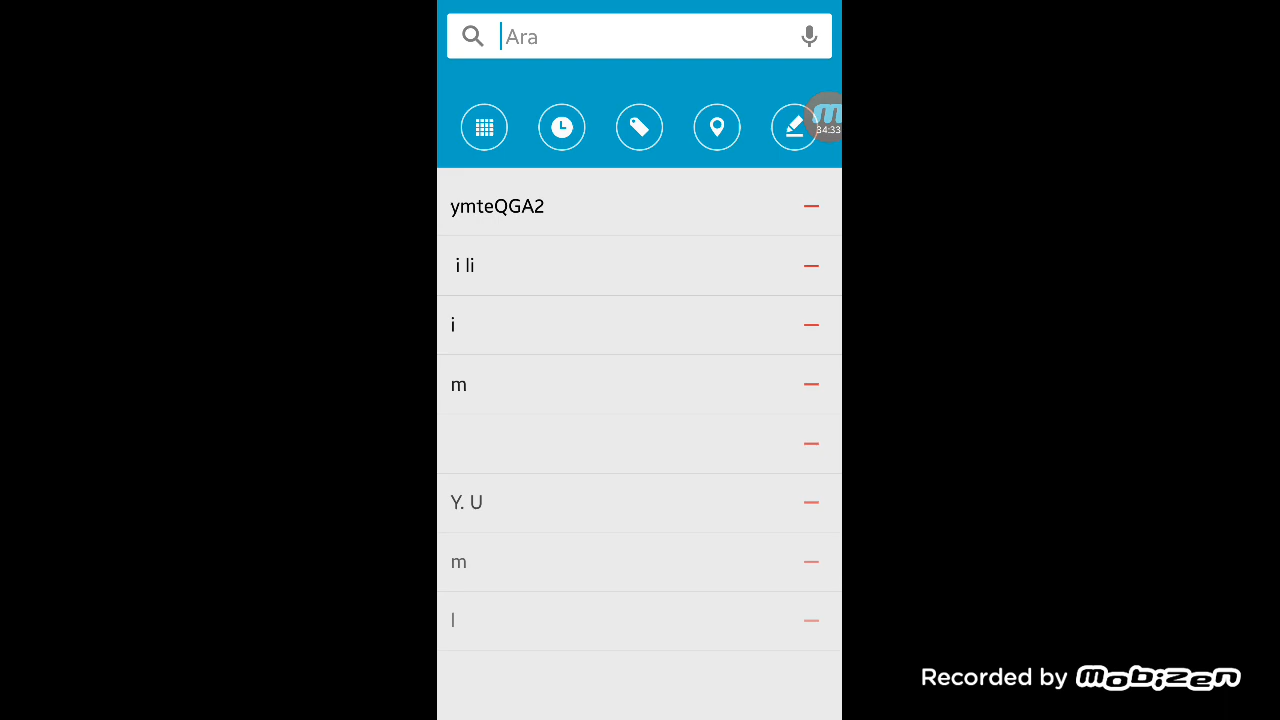 Ara
34:33
ymteQGA2
i li
i
m
Y. U
m
l
Recorded by mobizen